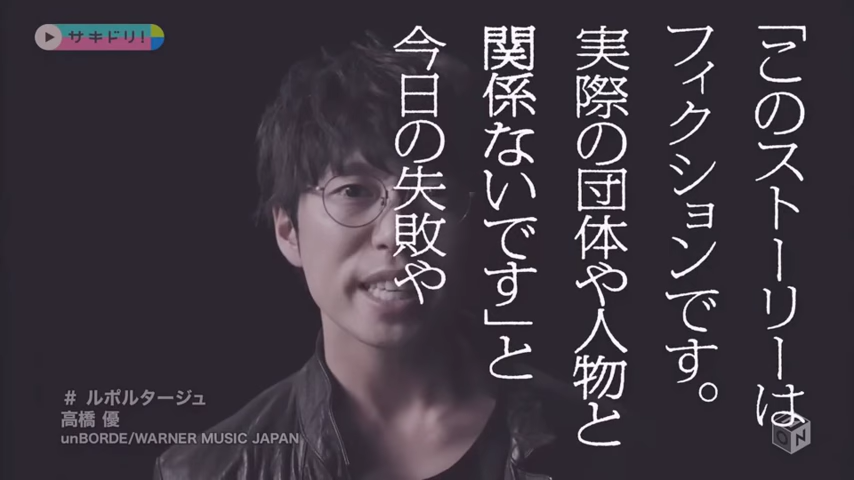 サキドリ!
「このストーリーは
フィクションです。
実際の団体や人物と
関係ないです」と
今日の失敗や
# ルポルタージュ
高橋 優
unBORDE/WARNER MUSIC JAPAN
ON